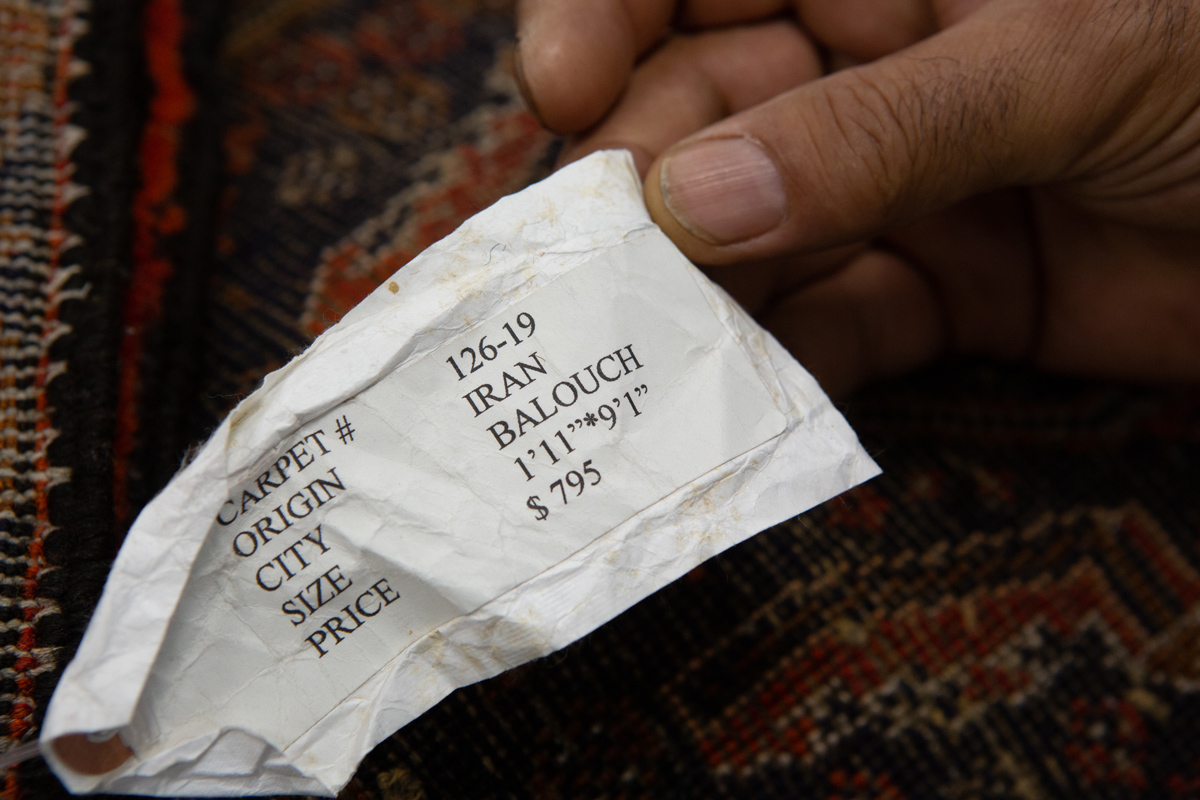 CARPET # 126-19
ORIGIN IRAN
CITY BALOUCH
SIZE 1’11”*9’1”
PRICE $ 795